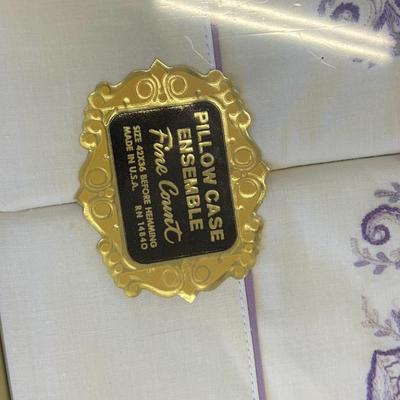 PILLOW CASE
ENSEMBLE
Fine Count
SIZE 42X36 BEFORE HEMMING
MADE IN U.S.A. RN 14840